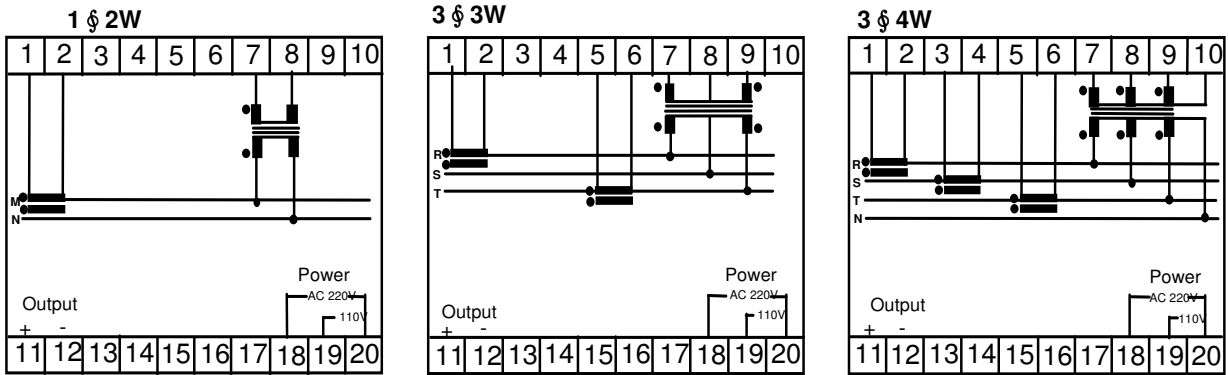 1 ∮ 2W
1 2 3 4 5 6 7 8 9 10
M
N
Power
AC 220V
110V
Output
+ -
11 12 13 14 15 16 17 18 19 20
3 ∮ 3W
1 2 3 4 5 6 7 8 9 10
R
S
T
Power
AC 220V
110V
Output
+ -
11 12 13 14 15 16 17 18 19 20
3 ∮ 4W
1 2 3 4 5 6 7 8 9 10
R
S
T
N
Power
AC 220V
110V
Output
+ -
11 12 13 14 15 16 17 18 19 20